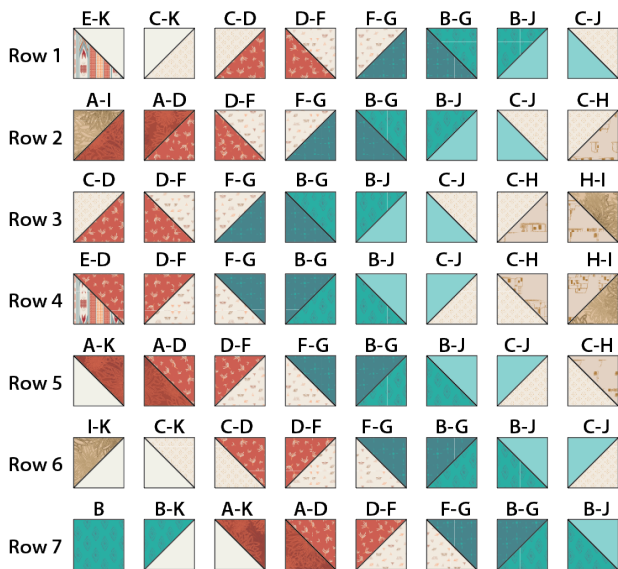 E-K C-K C-D D-F F-G B-G B-J C-J
Row 1
A-I A-D D-F F-G B-G B-J C-J C-H
Row 2
C-D D-F F-G B-G B-J C-J C-H H-I
Row 3
E-D D-F F-G B-G B-J C-J C-H H-I
Row 4
A-K A-D D-F F-G B-G B-J C-J C-H
Row 5
I-K C-K C-D D-F F-G B-G B-J C-J
Row 6
B B-K A-K A-D D-F F-G B-G B-J
Row 7